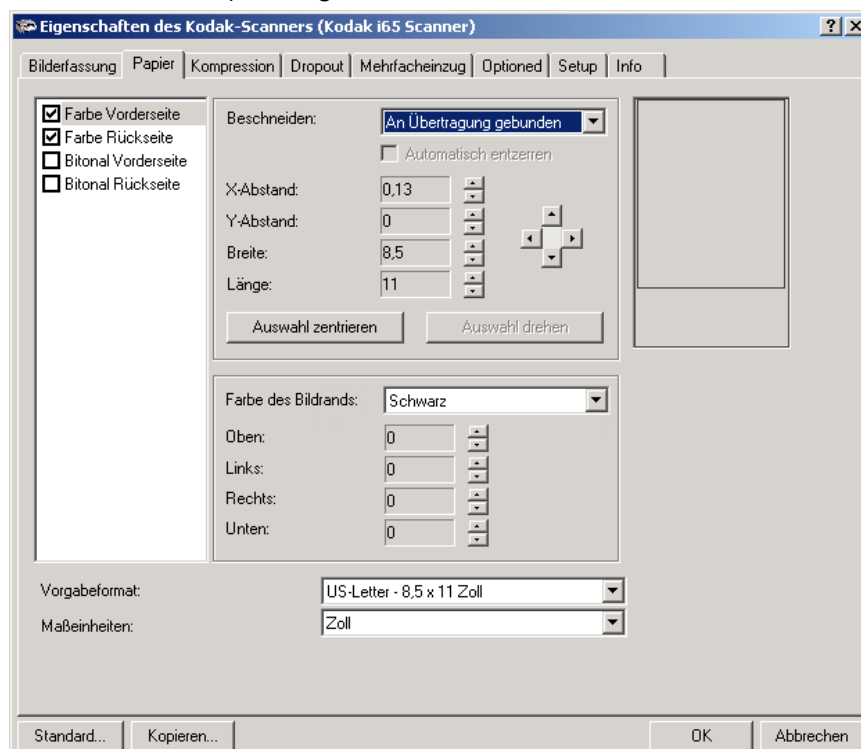 Eigenschaften des Kodak-Scanners (Kodak i65 Scanner)
Bilderfassung Papier Kompression Dropout Mehrfacheinzug Optioned Setup Info
Farbe Vorderseite
Farbe Rückseite
Bitonal Vorderseite
Bitonal Rückseite
Beschneiden: An Übertragung gebunden
Automatisch entzerren
X-Abstand: 0,13
Y-Abstand: 0
Breite: 8,5
Länge: 11
Auswahl zentrieren Auswahl drehen
Farbe des Bildrands: Schwarz
Oben: 0
Links: 0
Rechts: 0
Unten: 0
Vorgabeformat: US-Letter - 8,5 x 11 Zoll
Maßeinheiten: Zoll
Standard... Kopieren... OK Abbrechen